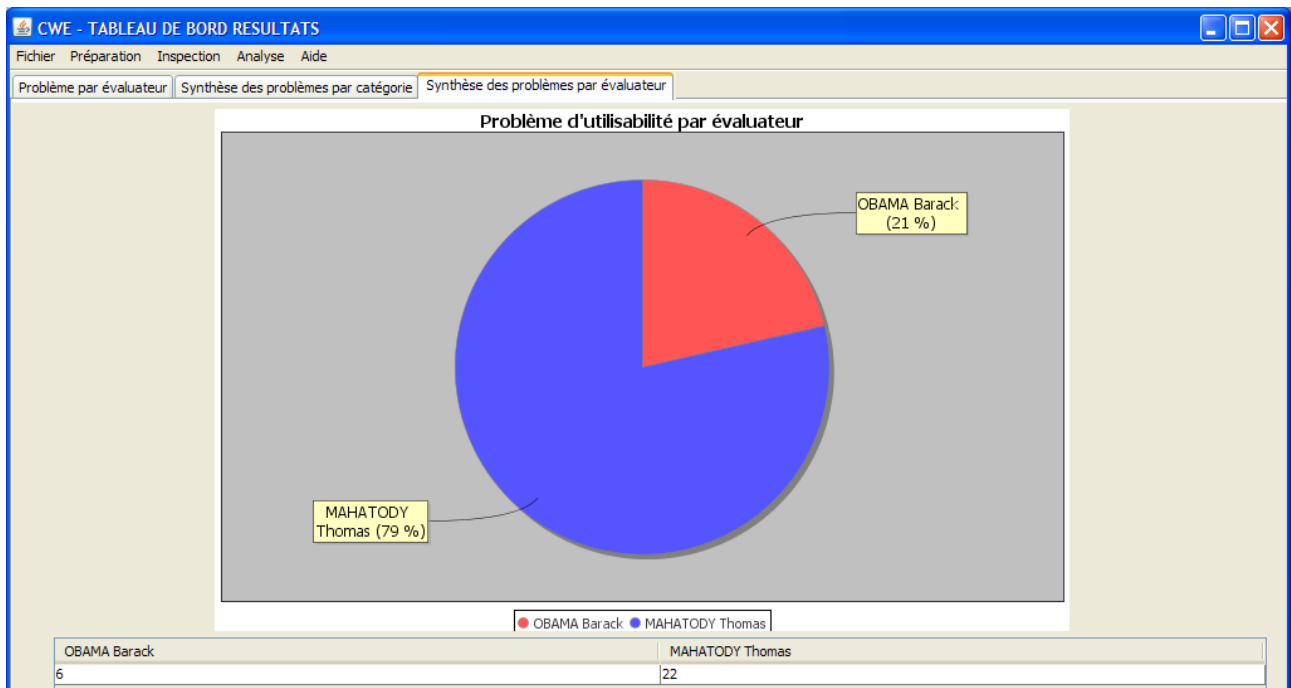 CWE - TABLEAU DE BORD RESULTATS
Fichier Préparation Inspection Analyse Aide
Problème par évaluateur Synthèse des problèmes par catégorie Synthèse des problèmes par évaluateur
Problème d'utilisabilité par évaluateur
OBAMA Barack
(21 %)
MAHATODY
Thomas (79 %)
OBAMA Barack MAHATODY Thomas
OBAMA Barack MAHATODY Thomas
6 22